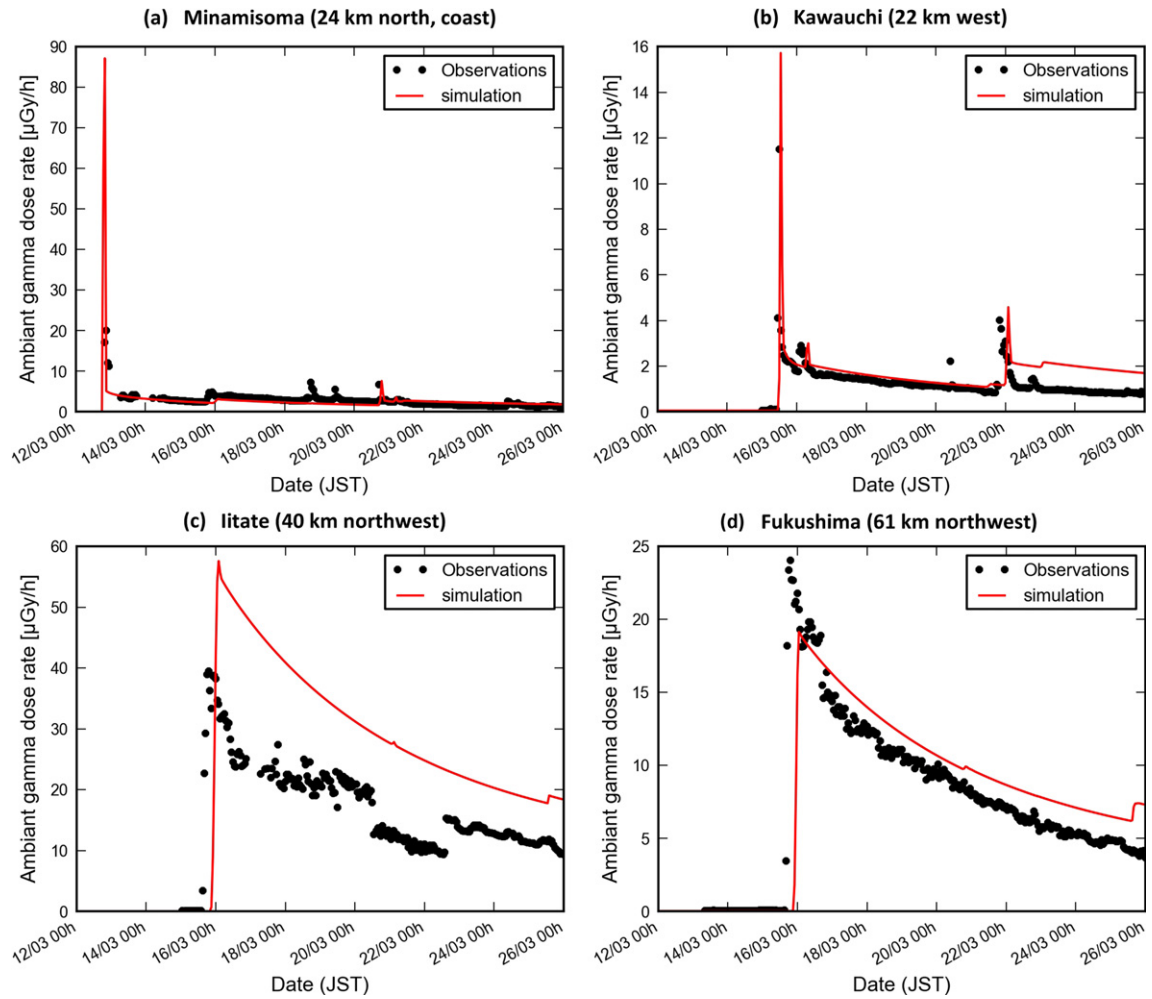 (a) Minamisoma (24 km north, coast)
Ambiant gamma dose rate [µGy/h]
90
80
70
60
50
40
30
20
10
0
Observations
simulation
12/03 00h
14/03 00h
16/03 00h
18/03 00h
20/03 00h
22/03 00h
24/03 00h
26/03 00h
Date (JST)
(b) Kawauchi (22 km west)
Ambiant gamma dose rate [µGy/h]
16
14
12
10
8
6
4
2
0
Observations
simulation
12/03 00h
14/03 00h
16/03 00h
18/03 00h
20/03 00h
22/03 00h
24/03 00h
26/03 00h
Date (JST)
(c) Iitate (40 km northwest)
Ambiant gamma dose rate [µGy/h]
60
50
40
30
20
10
0
Observations
simulation
12/03 00h
14/03 00h
16/03 00h
18/03 00h
20/03 00h
22/03 00h
24/03 00h
26/03 00h
Date (JST)
(d) Fukushima (61 km northwest)
Ambiant gamma dose rate [µGy/h]
25
20
15
10
5
0
Observations
simulation
12/03 00h
14/03 00h
16/03 00h
18/03 00h
20/03 00h
22/03 00h
24/03 00h
26/03 00h
Date (JST)